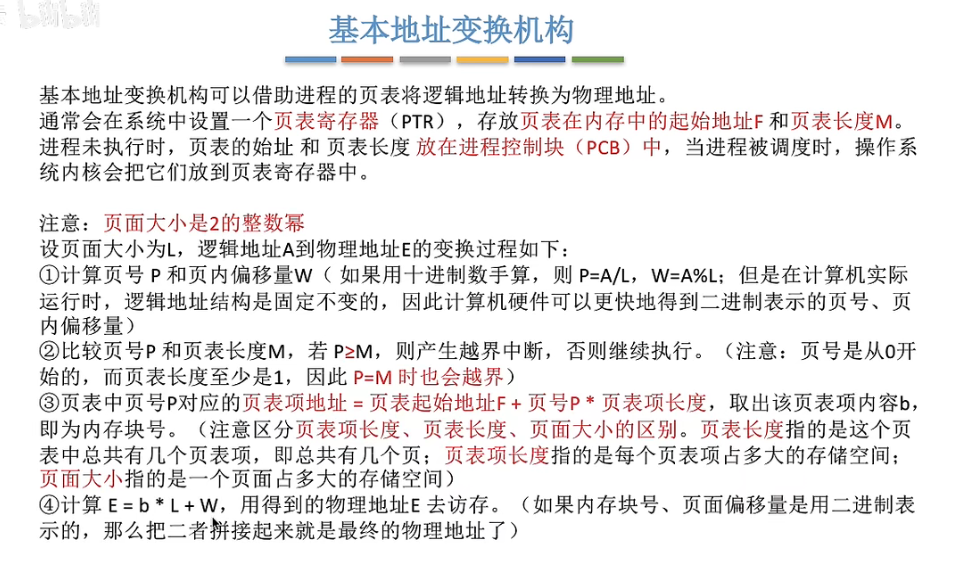 基本地址变换机构
基本地址变换机构可以借助进程的页表将逻辑地址转换为物理地址。
通常会在系统中设置一个页表寄存器（PTR），存放页表在内存中的起始地址F 和页表长度M。
进程未执行时，页表的始址 和 页表长度 放在进程控制块（PCB）中，当进程被调度时，操作系
统内核会把它们放到页表寄存器中。
注意：页面大小是2的整数幂
设页面大小为L，逻辑地址A到物理地址E的变换过程如下：
①计算页号 P 和页内偏移量W（ 如果用十进制数手算，则 P=A/L，W=A%L；但是在计算机实际
运行时，逻辑地址结构是固定不变的，因此计算机硬件可以更快地得到二进制表示的页号、页
内偏移量）
②比较页号P 和页表长度M，若 P≥M，则产生越界中断，否则继续执行。（注意：页号是从0开
始的，而页表长度至少是1，因此 P=M 时也会越界）
③页表中页号P对应的页表项地址 = 页表起始地址F + 页号P * 页表项长度，取出该页表项内容b，
即为内存块号。（注意区分页表项长度、页表长度、页面大小的区别。页表长度指的是这个页
表中总共有几个页表项，即总共有几个页；页表项长度指的是每个页表项占多大的存储空间；
页面大小指的是一个页面占多大的存储空间）
④计算 E = b * L + W，用得到的物理地址E 去访存。（如果内存块号、页面偏移量是用二进制表
示的，那么把二者拼接起来就是最终的物理地址了）